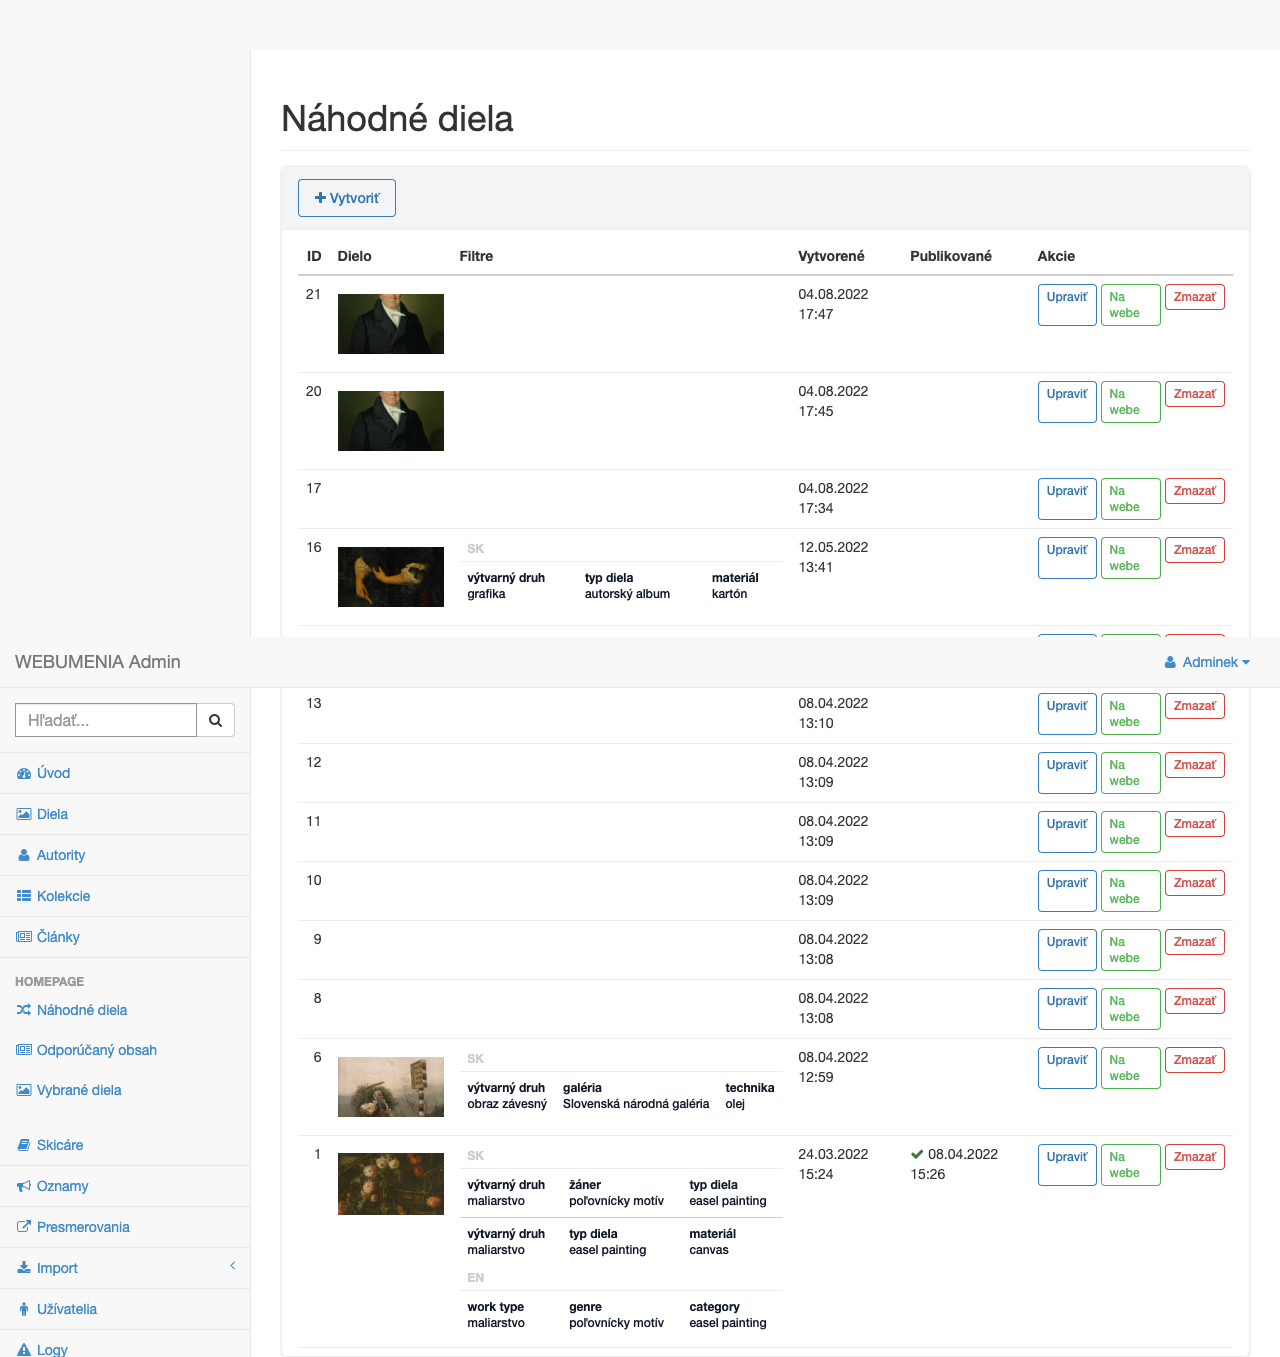 Náhodné diela
Vytvoriť
ID Dielo Filtre Vytvorené Publikované Akcie
21 04.08.2022 17:47 Upraviť Na webe Zmazať
20 04.08.2022 17:45 Upraviť Na webe Zmazať
17 04.08.2022 17:34 Upraviť Na webe Zmazať
16 SK 12.05.2022 13:41 Upraviť Na webe Zmazať
výtvarný druh typ diela materiál
grafika autorský album kartón
WEBUMENIA Admin Adminek
Hľadať...
Úvod
Diela
Autority
Kolekcie
Články
HOMEPAGE
Náhodné diela
Odporúčaný obsah
Vybrané diela
Skicáre
Oznamy
Presmerovania
Import
Užívatelia
Logy
13 08.04.2022 13:10 Upraviť Na webe Zmazať
12 08.04.2022 13:09 Upraviť Na webe Zmazať
11 08.04.2022 13:09 Upraviť Na webe Zmazať
10 08.04.2022 13:09 Upraviť Na webe Zmazať
9 08.04.2022 13:08 Upraviť Na webe Zmazať
8 08.04.2022 13:08 Upraviť Na webe Zmazať
6 SK 08.04.2022 12:59 Upraviť Na webe Zmazať
výtvarný druh galéria technika
obraz závesný Slovenská národná galéria olej
1 SK 24.03.2022 15:24 08.04.2022 15:26 Upraviť Na webe Zmazať
výtvarný druh žáner typ diela
maliarstvo poľovnícky motív easel painting
výtvarný druh typ diela materiál
maliarstvo easel painting canvas
EN
work type genre category
maliarstvo poľovnícky motív easel painting